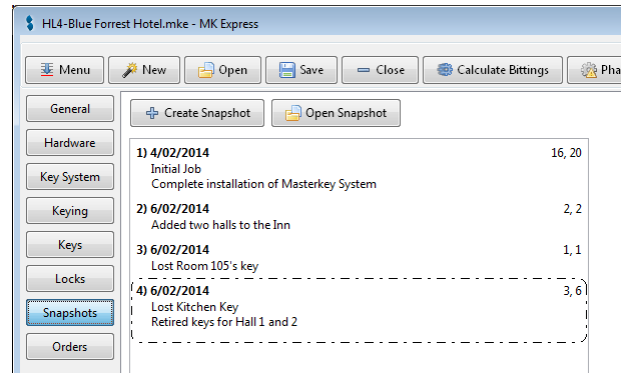 HL4-Blue Forrest Hotel.mke - MK Express
Menu New Open Save Close Calculate Bittings Pha
General
Hardware
Key System
Keying
Keys
Locks
Snapshots
Orders
Create Snapshot Open Snapshot
1) 4/02/2014 16, 20
Initial Job
Complete installation of Masterkey System
2) 6/02/2014 2, 2
Added two halls to the Inn
3) 6/02/2014 1, 1
Lost Room 105's key
4) 6/02/2014 3, 6
Lost Kitchen Key
Retired keys for Hall 1 and 2